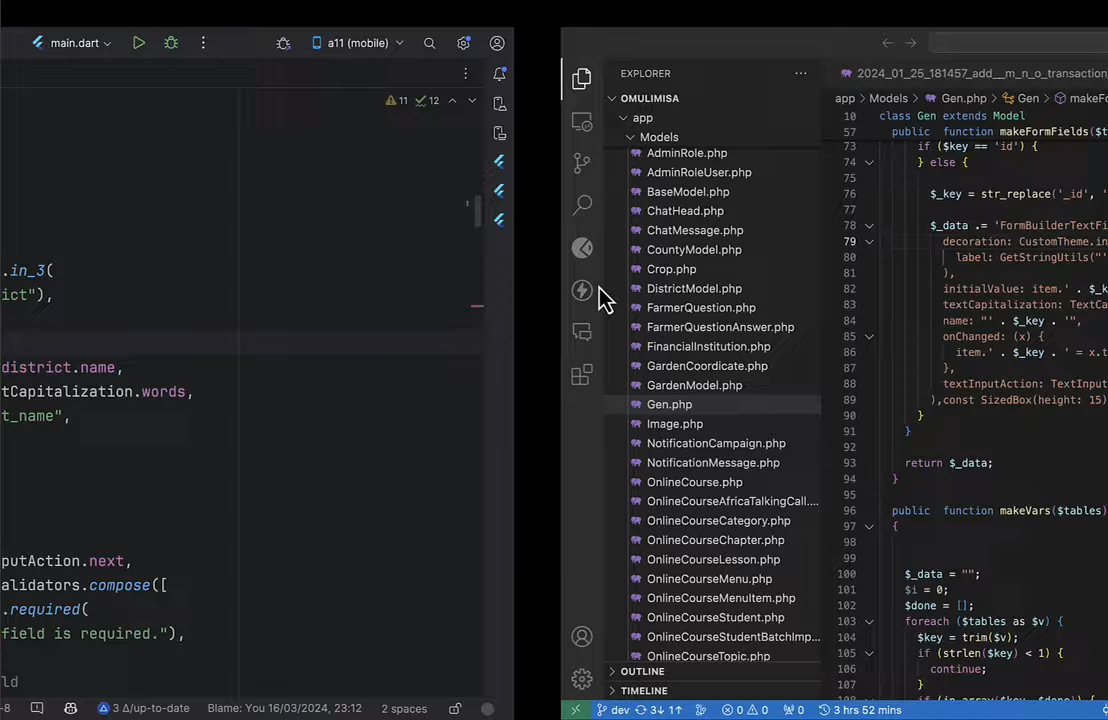 main.dart
a11 (mobile)
11 12
.in_3(
ict"),
district.name,
tCapitalization.words,
t_name",
putAction.next,
alidators.compose([
.required(
field is required."),
ld
-8
3 Δ/up-to-date
Blame: You 16/03/2024, 23:12
2 spaces
EXPLORER
OMULIMISA
app
Models
AdminRole.php
AdminRoleUser.php
BaseModel.php
ChatHead.php
ChatMessage.php
CountyModel.php
Crop.php
DistrictModel.php
FarmerQuestion.php
FarmerQuestionAnswer.php
FinancialInstitution.php
GardenCoordicate.php
GardenModel.php
Gen.php
Image.php
NotificationCampaign.php
NotificationMessage.php
OnlineCourse.php
OnlineCourseAfricaTalkingCall....
OnlineCourseCategory.php
OnlineCourseChapter.php
OnlineCourseLesson.php
OnlineCourseMenu.php
OnlineCourseMenuItem.php
OnlineCourseStudent.php
OnlineCourseStudentBatchImp...
OnlineCourseTopic.php
OUTLINE
TIMELINE
2024_01_25_181457_add__m_n_o_transaction
app > Models > Gen.php > Gen > makeFo
10 class Gen extends Model
57 public function makeFormFields($t
73 if ($key == 'id') {
74 } else {
75
76 $_key = str_replace('_id', '
77
78 $_data .= 'FormBuilderTextFi
79 decoration: CustomTheme.in
80 label: GetStringUtils("'
81 ),
82 initialValue: item.' . $_k
83 textCapitalization: TextCa
84 name: "' . $_key . '",
85 onChanged: (x) {
86 item.' . $_key . ' = x.t
87 },
88 textInputAction: TextInput
89 ),const SizedBox(height: 15)
90 }
91 }
92
93 return $_data;
94 }
95
96 public function makeVars($tables)
97 {
98
99
100 $_data = "";
101 $i = 0;
102 $done = [];
103 foreach ($tables as $v) {
104 $key = trim($v);
105 if (strlen($key) < 1) {
106 continue;
107 }
108 if (in_array($key, $done)) {
dev 3↓ 1↑ 0 0 0 3 hrs 52 mins